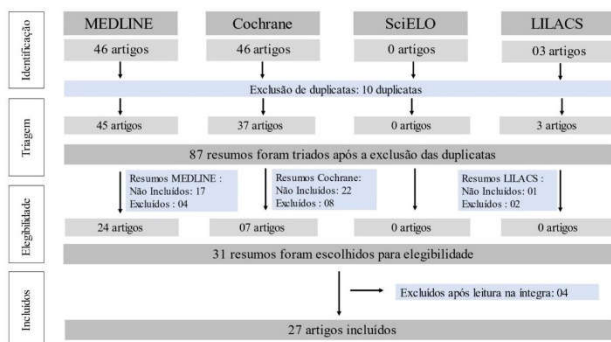 Identificação
MEDLINE
Cochrane
SciELO
LILACS
46 artigos
46 artigos
0 artigos
03 artigos
Exclusão de duplicatas: 10 duplicatas
Triagem
45 artigos
37 artigos
0 artigos
3 artigos
87 resumos foram triados após a exclusão das duplicatas
Elegibilidade
Resumos MEDLINE :
Não Incluídos: 17
Excluídos : 04
Resumos Cochrane:
Não Incluídos: 22
Excluídos : 08
Resumos LILACS :
Não Incluídos: 01
Excluídos : 02
24 artigos
07 artigos
0 artigos
0 artigos
31 resumos foram escolhidos para elegibilidade
Incluídos
Excluídos após leitura na íntegra: 04
27 artigos incluídos